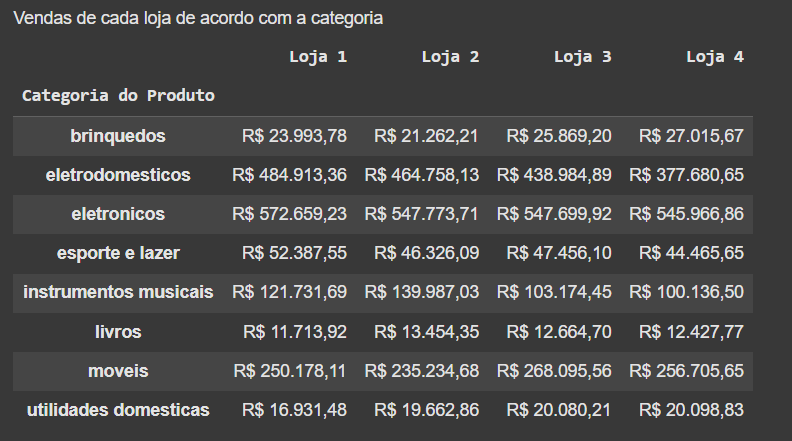 Vendas de cada loja de acordo com a categoria
Loja 1 Loja 2 Loja 3 Loja 4
Categoria do Produto
brinquedos R$ 23.993,78 R$ 21.262,21 R$ 25.869,20 R$ 27.015,67
eletrodomesticos R$ 484.913,36 R$ 464.758,13 R$ 438.984,89 R$ 377.680,65
eletronicos R$ 572.659,23 R$ 547.773,71 R$ 547.699,92 R$ 545.966,86
esporte e lazer R$ 52.387,55 R$ 46.326,09 R$ 47.456,10 R$ 44.465,65
instrumentos musicais R$ 121.731,69 R$ 139.987,03 R$ 103.174,45 R$ 100.136,50
livros R$ 11.713,92 R$ 13.454,35 R$ 12.664,70 R$ 12.427,77
moveis R$ 250.178,11 R$ 235.234,68 R$ 268.095,56 R$ 256.705,65
utilidades domesticas R$ 16.931,48 R$ 19.662,86 R$ 20.080,21 R$ 20.098,83